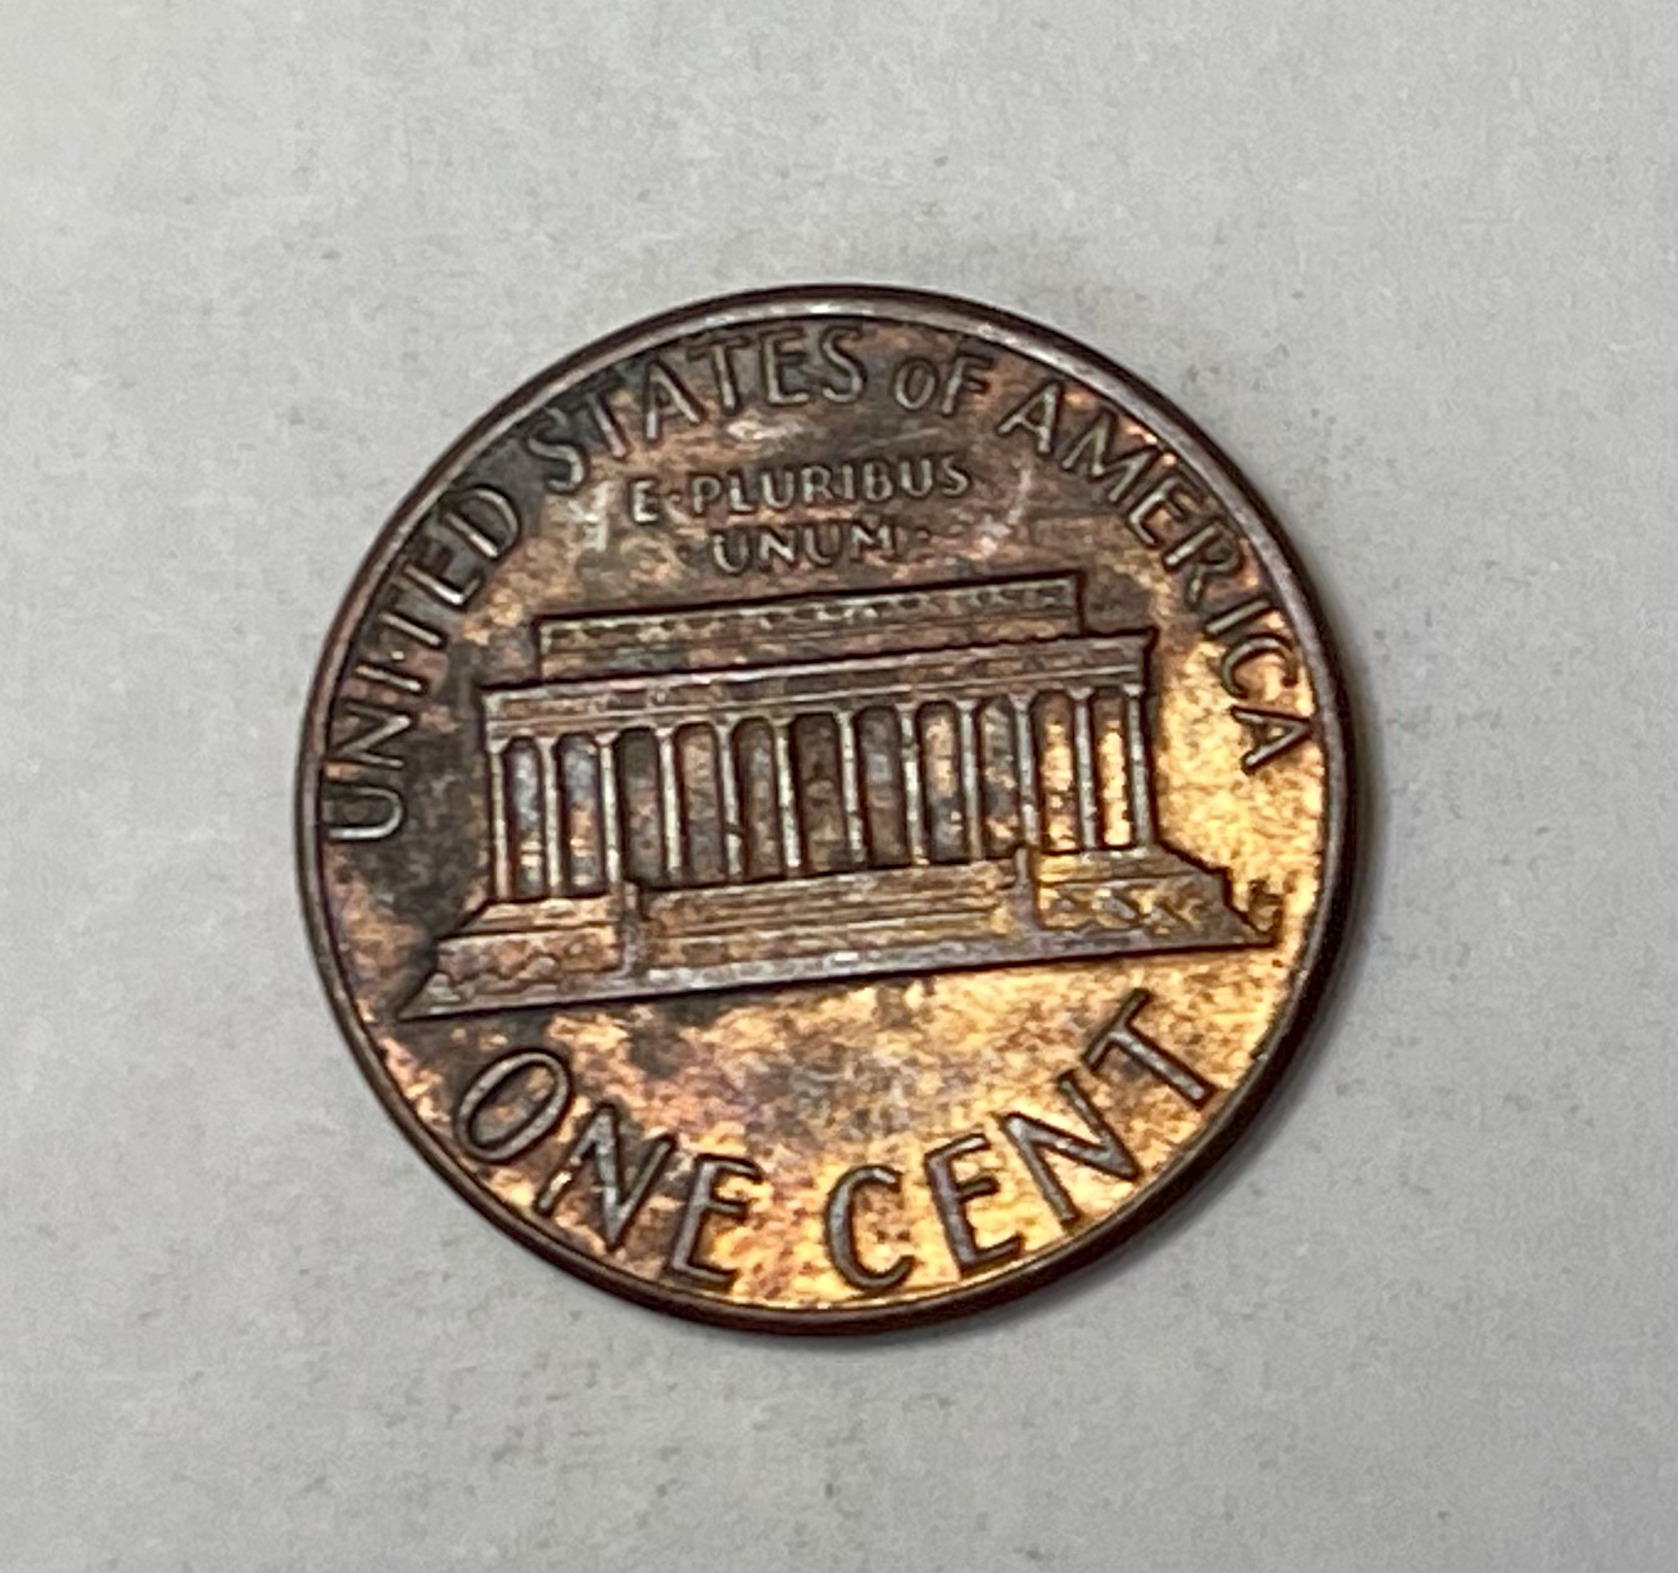 UNITED STATES OF AMERICA
E·PLURIBUS
·UNUM·
ONE CENT